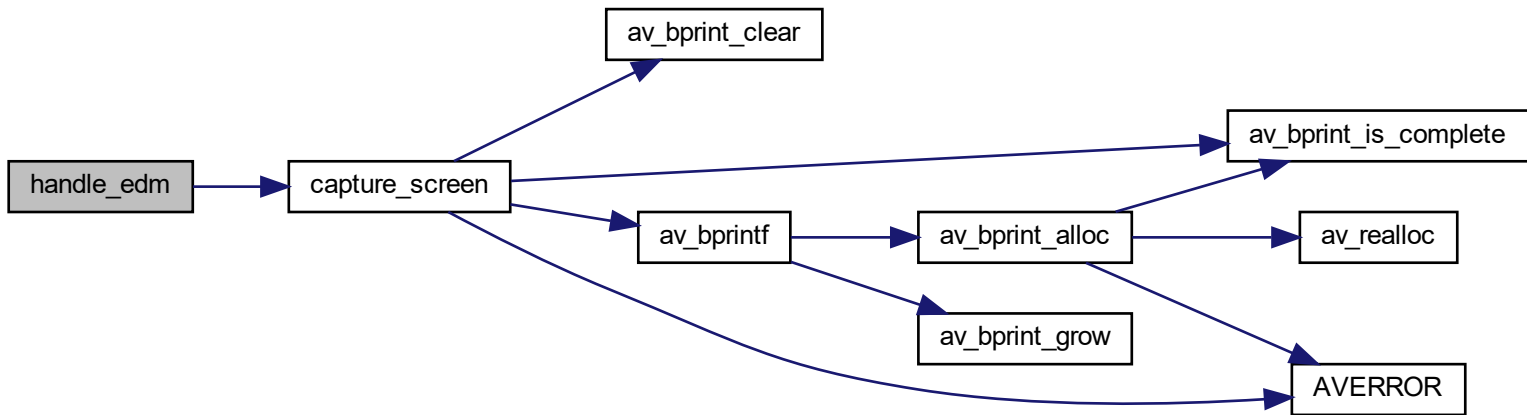 av_bprint_clear
av_bprint_is_complete
handle_edm
capture_screen
av_bprintf
av_bprint_alloc
av_realloc
av_bprint_grow
AVERROR